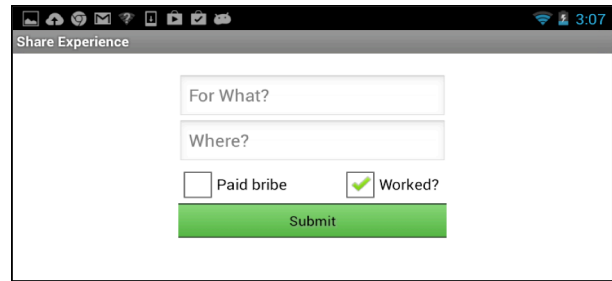 3:07
Share Experience
For What?
Where?
Paid bribe Worked?
Submit